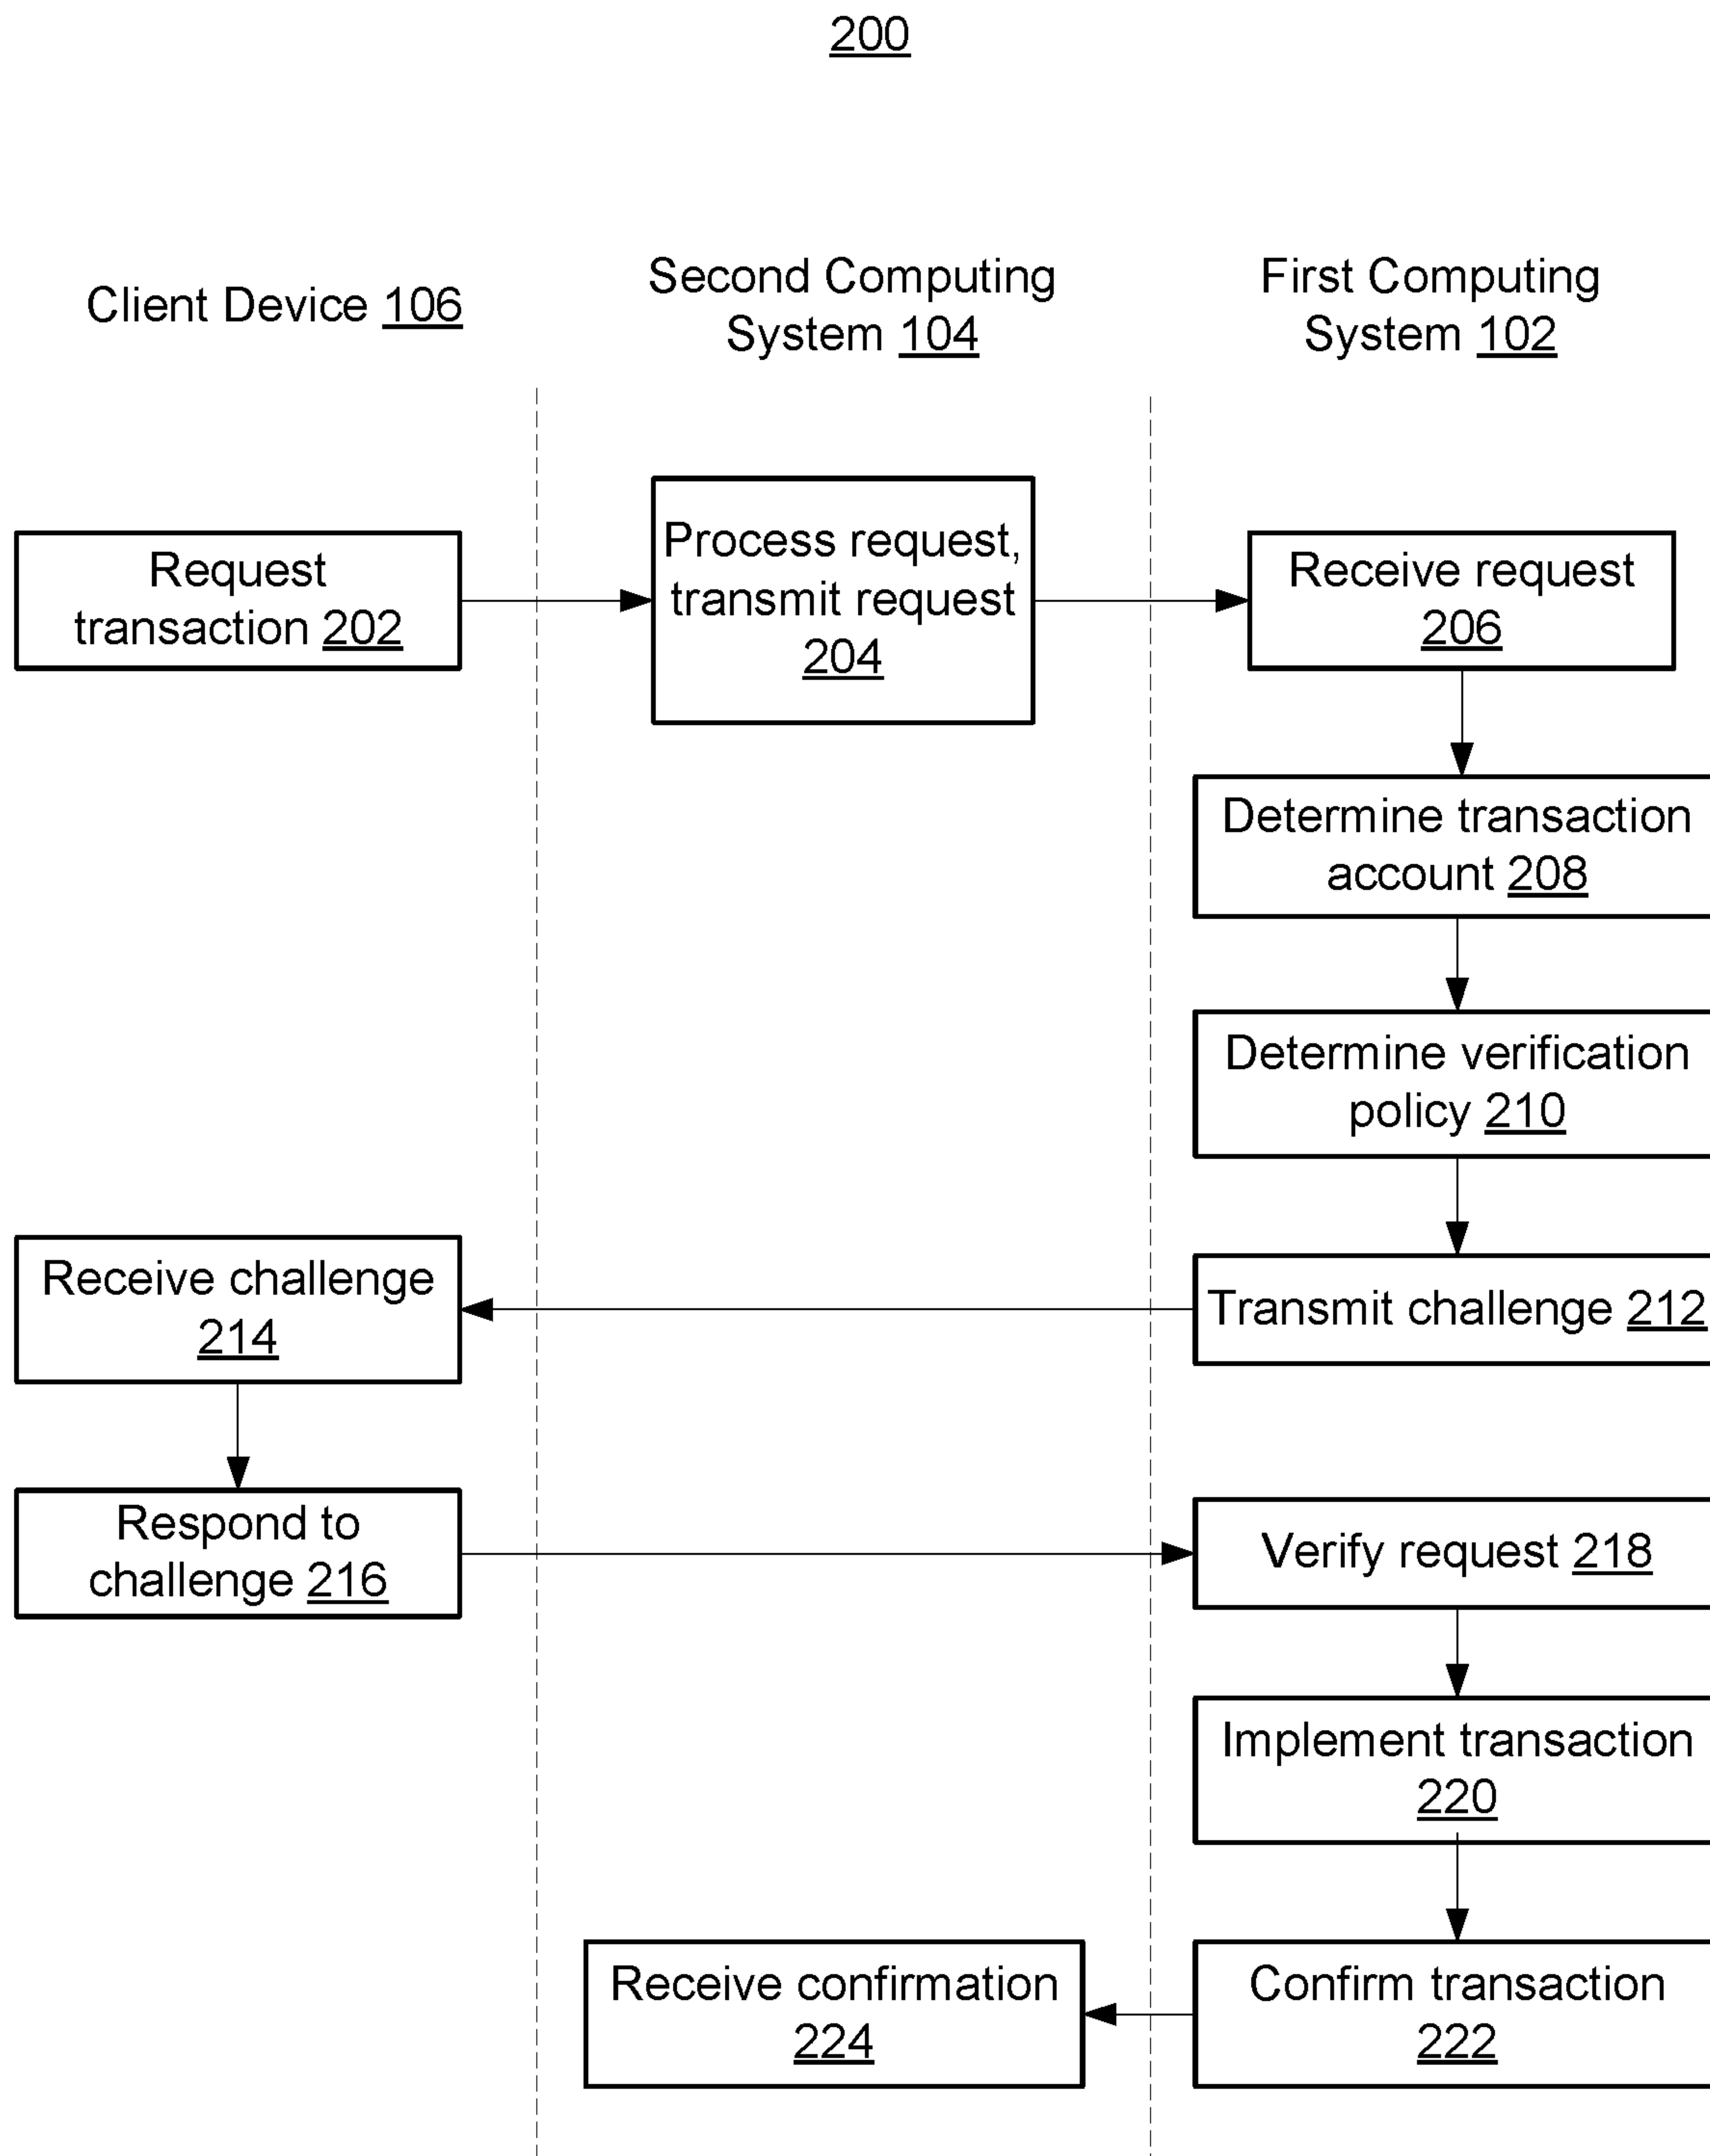 200
Client Device 106
Second Computing
System 104
First Computing
System 102
Request
transaction 202
Process request,
transmit request
204
Receive request
206
Determine transaction
account 208
Determine verification
policy 210
Receive challenge
214
Transmit challenge 212
Respond to
challenge 216
Verify request 218
Implement transaction
220
Receive confirmation
224
Confirm transaction
222